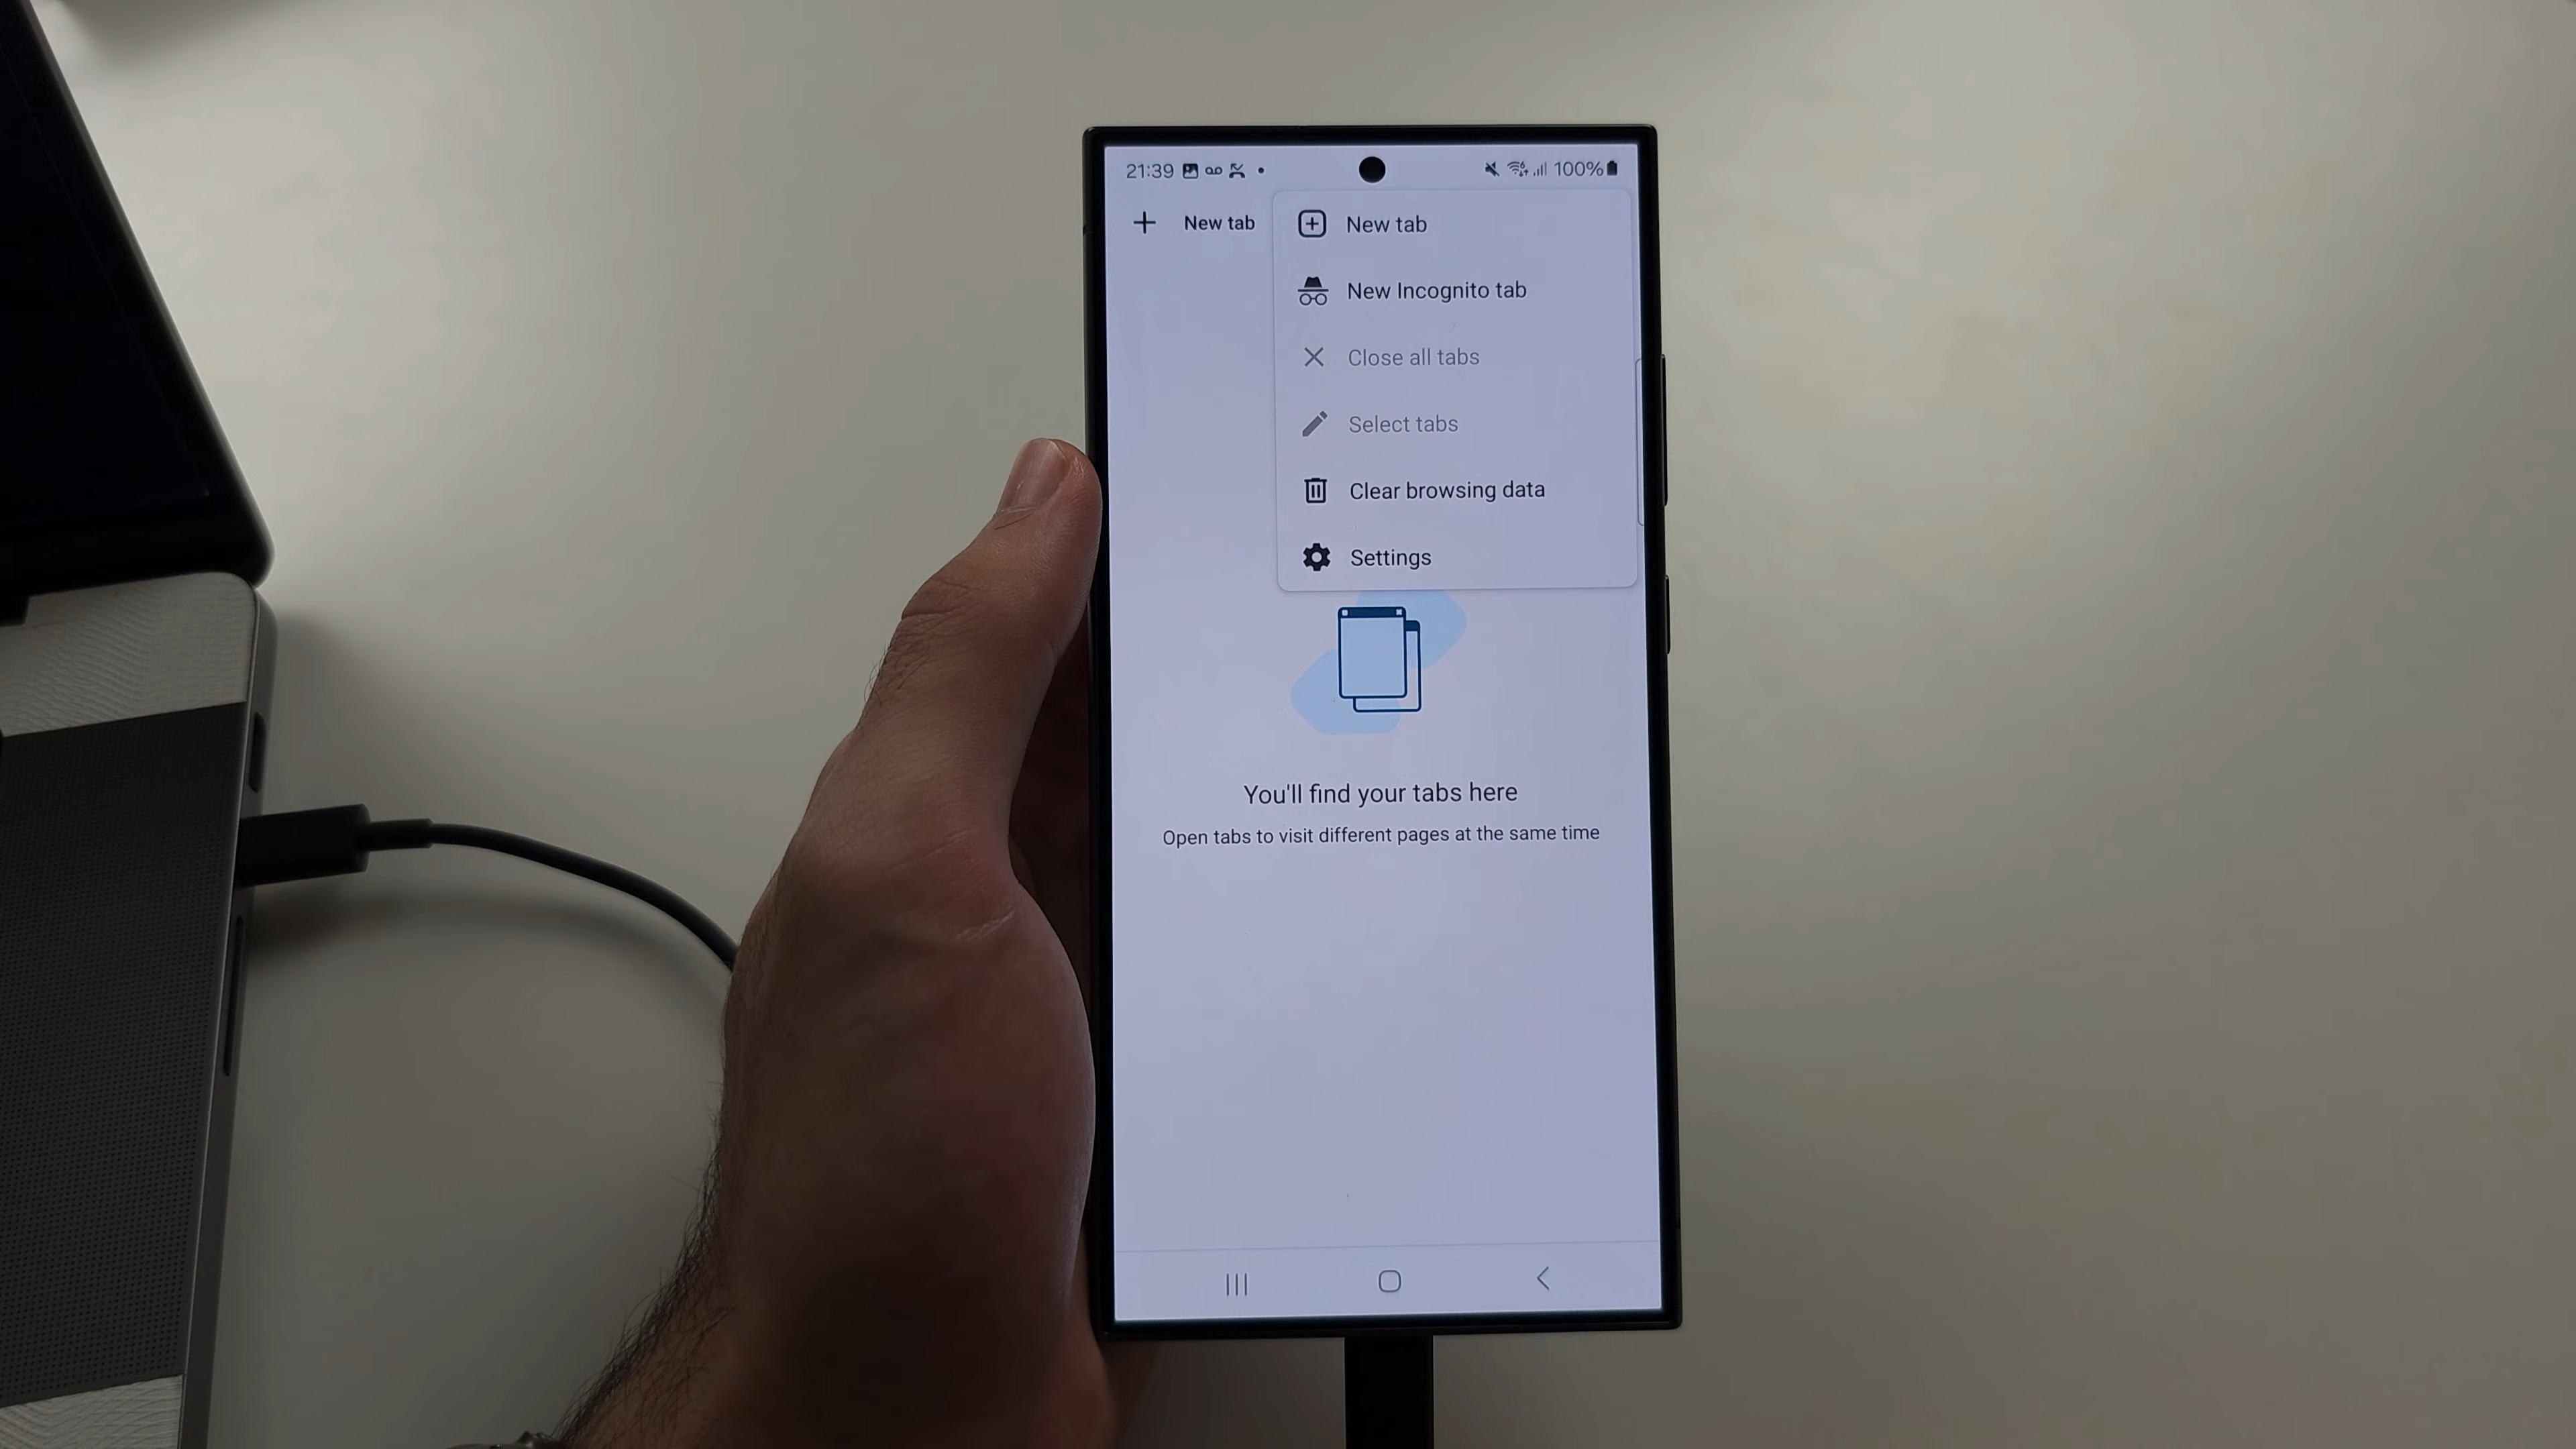 21:39
100%
New tab
New tab
New Incognito tab
Close all tabs
Select tabs
Clear browsing data
Settings
You'll find your tabs here
Open tabs to visit different pages at the same time